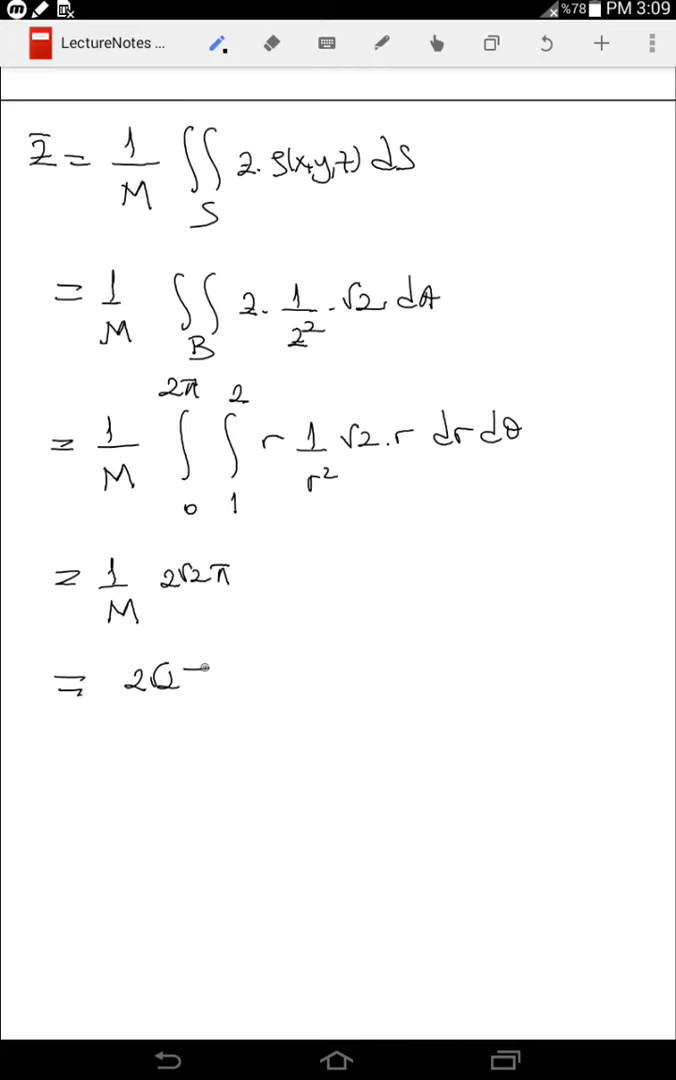 %78 PM 3:09
LectureNotes ...
z̄ = 1/M ∬_S z. ρ(x,y,z) dS
= 1/M ∬_B z. 1/z² . √2. dA
= 1/M ∫_0^{2π} ∫_1^2 r 1/r² √2. r dr dθ
= 1/M 2√2π
= 2√2